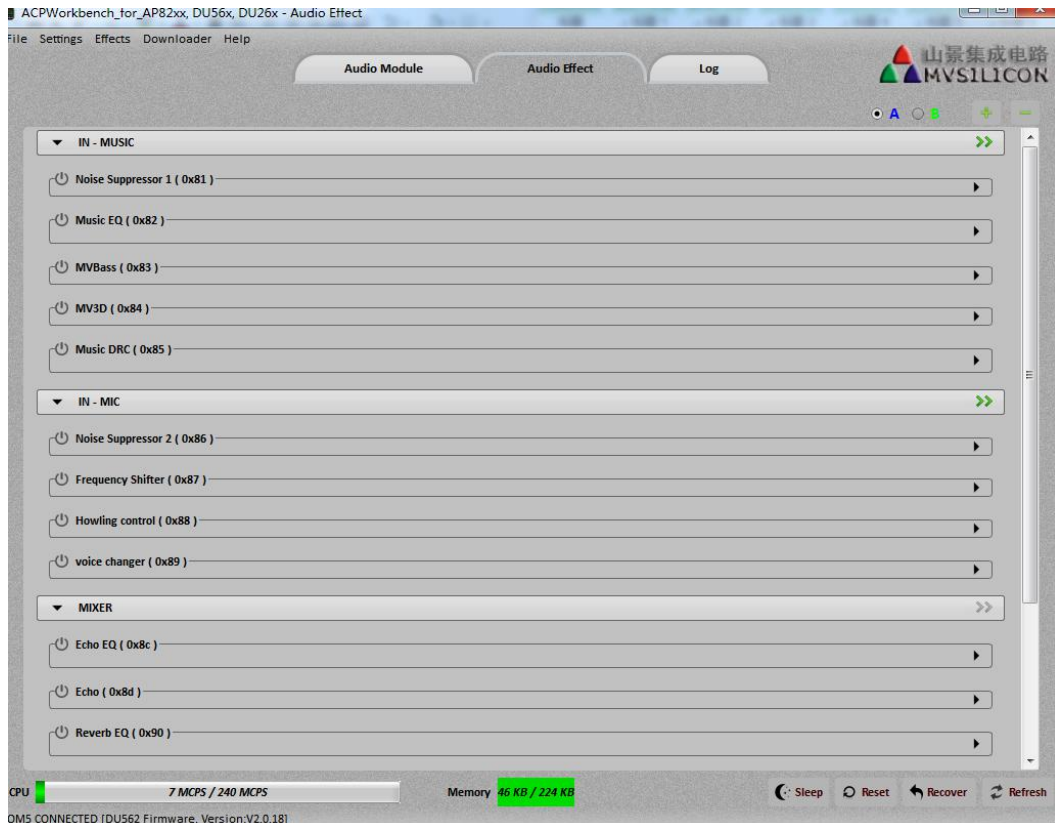 ACPWorkbench_for_AP82xx, DU56x, DU26x - Audio Effect
File Settings Effects Downloader Help
Audio Module Audio Effect Log
山景集成电路
MVSILICON
A B
IN - MUSIC
Noise Suppressor 1 ( 0x81 )
Music EQ ( 0x82 )
MVBass ( 0x83 )
MV3D ( 0x84 )
Music DRC ( 0x85 )
IN - MIC
Noise Suppressor 2 ( 0x86 )
Frequency Shifter ( 0x87 )
Howling control ( 0x88 )
voice changer ( 0x89 )
MIXER
Echo EQ ( 0x8c )
Echo ( 0x8d )
Reverb EQ ( 0x90 )
CPU 7 MCPS / 240 MCPS Memory 46 KB / 224 KB Sleep Reset Recover Refresh
OM5 CONNECTED [DU562 Firmware, Version:V2.0.18]